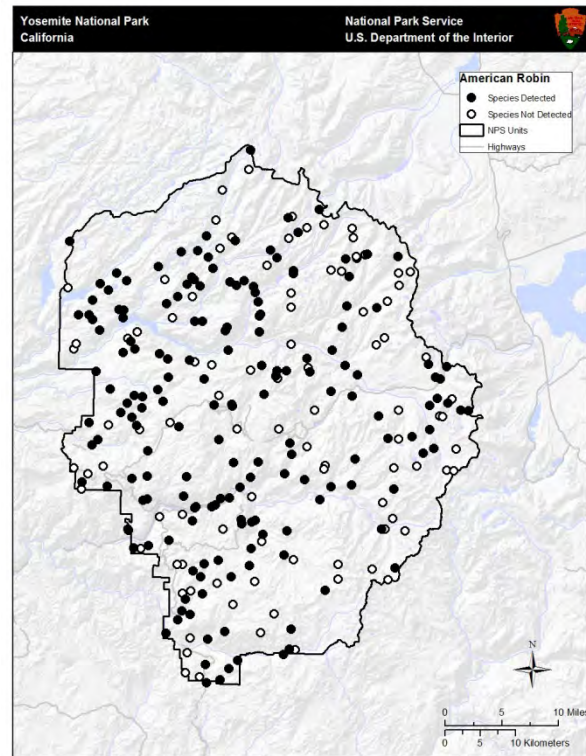 Yosemite National Park
California
National Park Service
U.S. Department of the Interior
American Robin
Species Detected
Species Not Detected
NPS Units
Highways
N
0 5 10 Miles
0 5 10 Kilometers